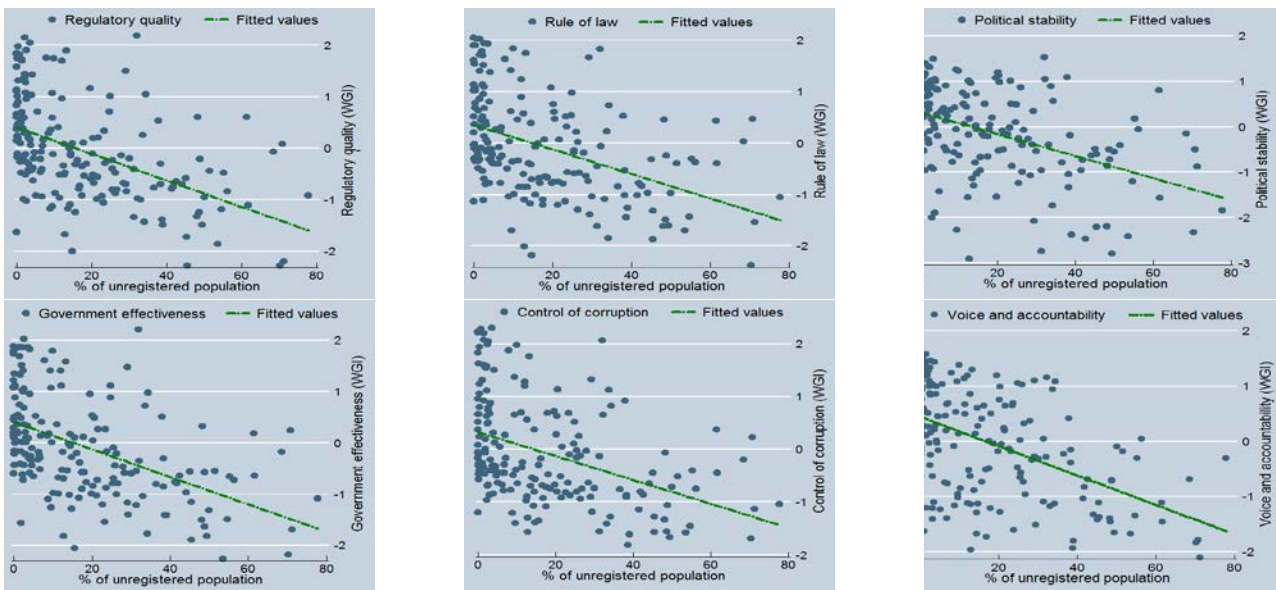 Regulatory quality Fitted values
2
1
0
-1
-2
Regulatory quality (WGI)
0 20 40 60 80
% of unregistered population
Rule of law Fitted values
2
1
0
-1
-2
Rule of law (WGI)
0 20 40 60 80
% of unregistered population
Political stability Fitted values
2
1
0
-1
-2
-3
Political stability (WGI)
20 40 60 80
% of unregistered population
Government effectiveness Fitted values
2
1
0
-1
-2
Government effectiveness (WGI)
0 20 40 60 80
% of unregistered population
Control of corruption Fitted values
2
1
0
-1
-2
Control of corruption (WGI)
0 20 40 60 80
% of unregistered population
Voice and accountability Fitted values
2
1
0
-1
-2
Voice and accountability (WGI)
20 40 60 80
% of unregistered population